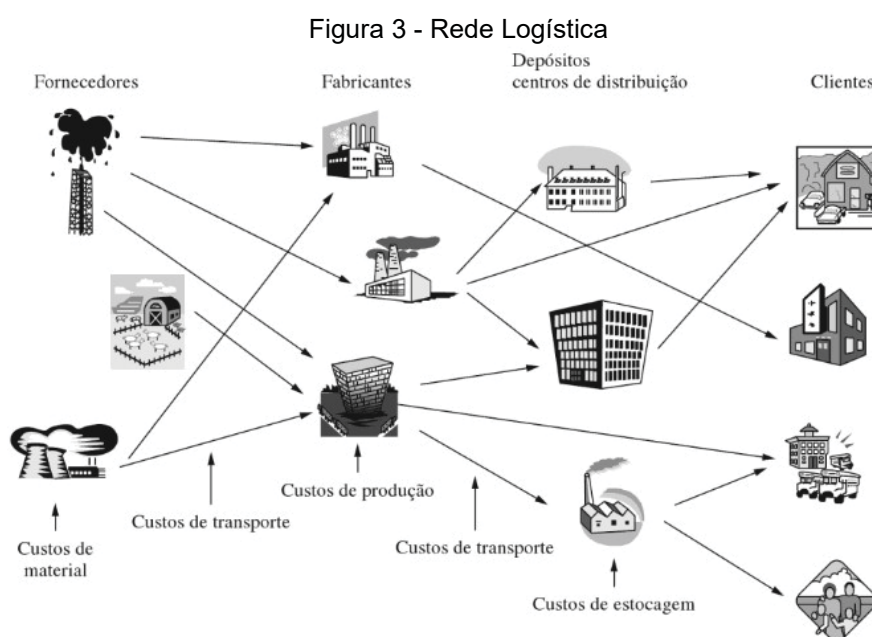 Figura 3 - Rede Logística
Fornecedores
Fabricantes
Depósitos
centros de distribuição
Clientes
Custos de produção
Custos de transporte
Custos de transporte
Custos de
material
Custos de estocagem